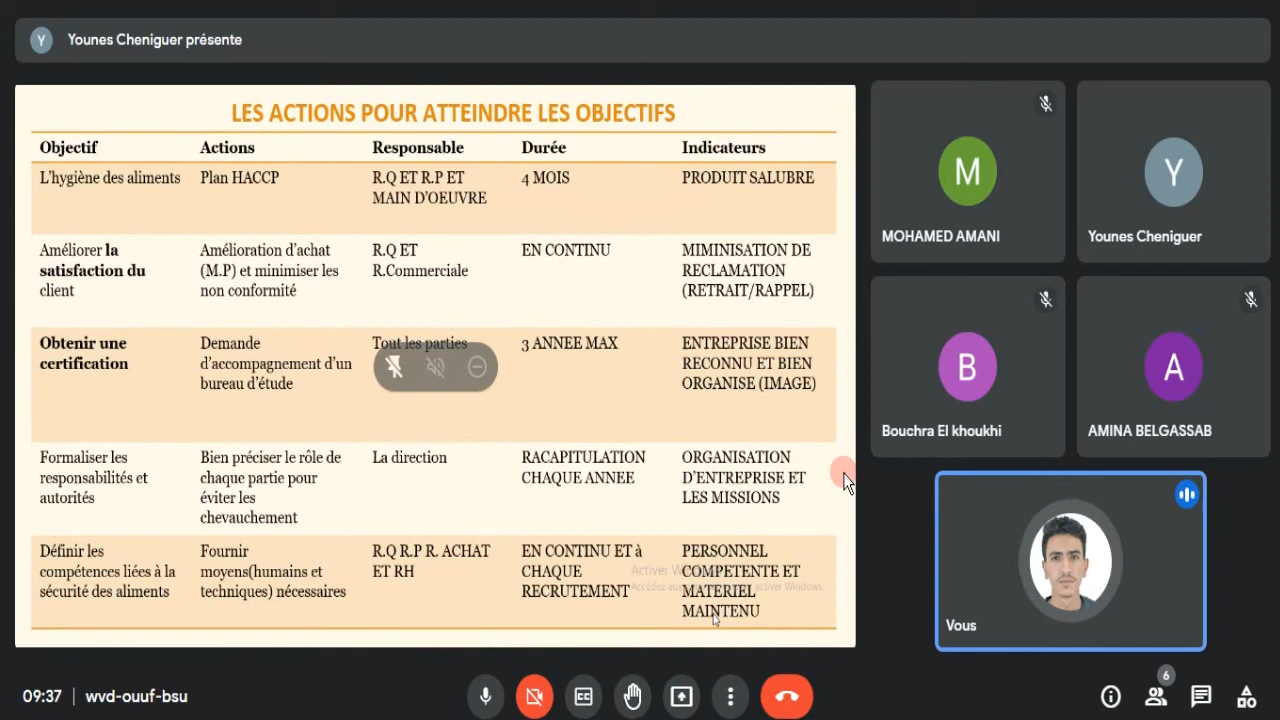 Y
Younes Cheniguer présente
LES ACTIONS POUR ATTEINDRE LES OBJECTIFS
Objectif Actions Responsable Durée Indicateurs
L'hygiène des aliments Plan HACCP R.Q ET R.P ET 4 MOIS PRODUIT SALUBRE
MAIN D'OEUVRE
Améliorer la Amélioration d'achat R.Q ET EN CONTINU MIMINISATION DE
satisfaction du (M.P) et minimiser les R.Commerciale RECLAMATION
client non conformité (RETRAIT/RAPPEL)
Obtenir une Demande Tout les parties 3 ANNEE MAX ENTREPRISE BIEN
certification d'accompagnement d'un RECONNU ET BIEN
bureau d'étude ORGANISE (IMAGE)
Formaliser les Bien préciser le rôle de La direction RACAPITULATION ORGANISATION
responsabilités et chaque partie pour CHAQUE ANNEE D'ENTREPRISE ET
autorités éviter les LES MISSIONS
chevauchement
Définir les Fournir R.Q R.P R. ACHAT EN CONTINU ET à PERSONNEL
compétences liées à la moyens(humains et ET RH CHAQUE COMPETENTE ET
sécurité des aliments techniques) nécessaires RECRUTEMENT MATERIEL
MAINTENU
Activer
Windows.
M
MOHAMED AMANI
Y
Younes Cheniguer
B
Bouchra El khoukhi
A
AMINA BELGASSAB
Vous
09:37 | wvd-ouuf-bsu
6